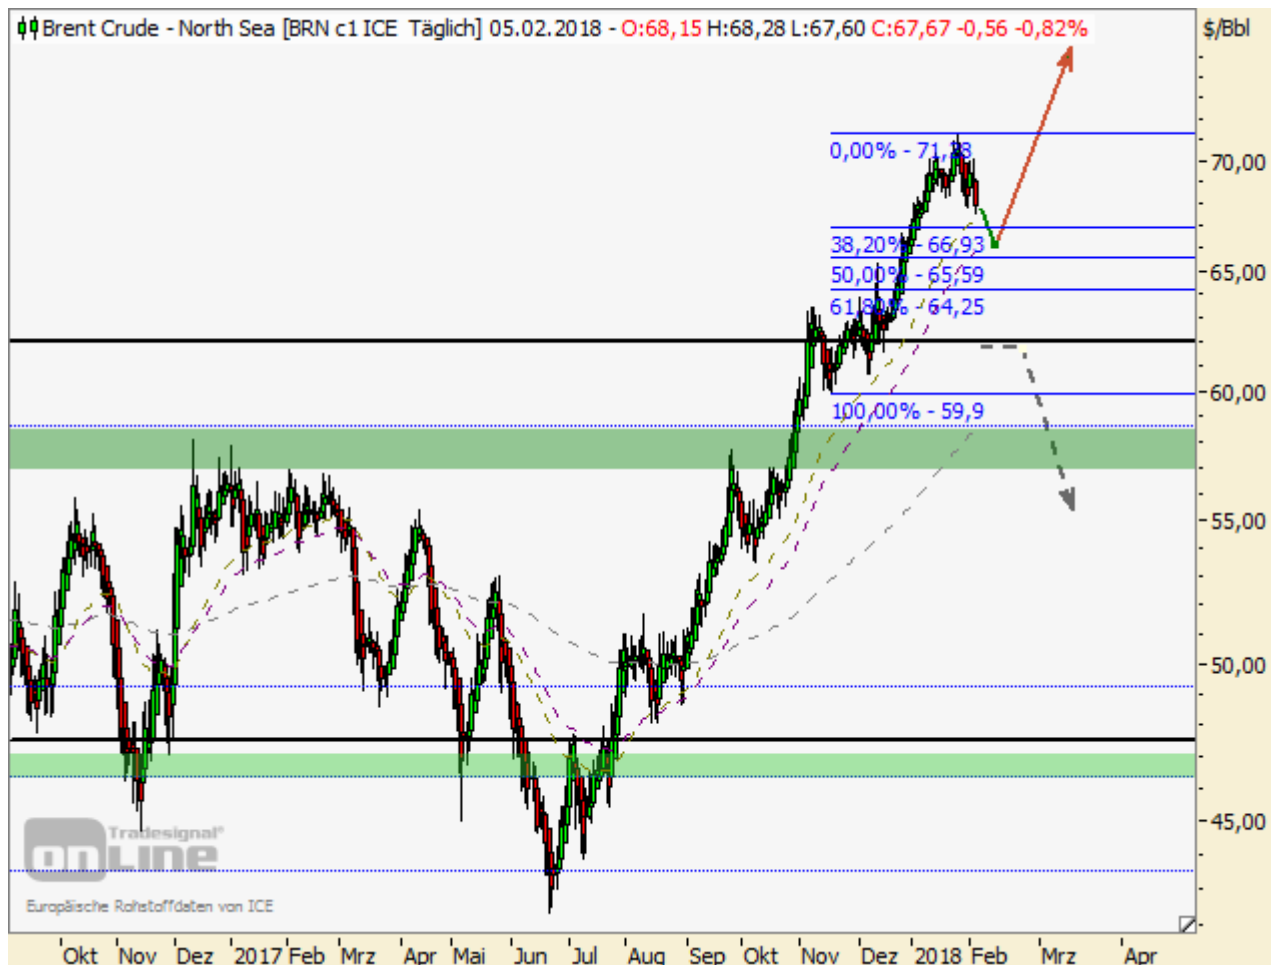 Brent Crude - North Sea [BRN c1 ICE Täglich] 05.02.2018 - O:68,15 H:68,28 L:67,60 C:67,67 -0,56 -0,82%
$/Bbl
0,00% - 71,28
70,00
38,20% - 66,93
50,00% - 65,59
65,00
61,80% - 64,25
60,00
100,00% - 59,9
55,00
50,00
45,00
Tradesignal®
onLine
Europäische Rohstoffdaten von ICE
Okt Nov Dez 2017 Feb Mrz Apr Mai Jun Jul Aug Sep Okt Nov Dez 2018 Feb Mrz Apr